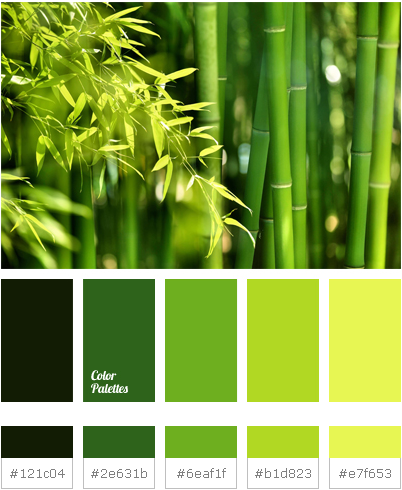 Color
Palettes
#121c04
#2e631b
#6eaf1f
#b1d823
#e7f653